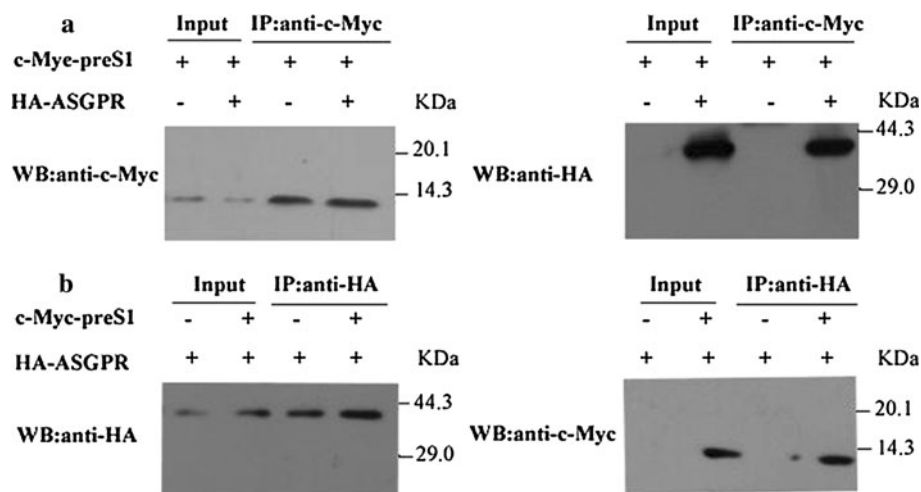 a
Input IP:anti-c-Myc
c-Myc-preS1 + + + +
HA-ASGPR - + - + KDa
WB:anti-c-Myc
20.1
14.3
Input IP:anti-c-Myc
+ + + +
- + - + KDa
WB:anti-HA
44.3
29.0
b
Input IP:anti-HA
c-Myc-preS1 - + - +
HA-ASGPR + + + + KDa
WB:anti-HA
44.3
29.0
Input IP:anti-HA
- + - +
+ + + + KDa
WB:anti-c-Myc
20.1
14.3